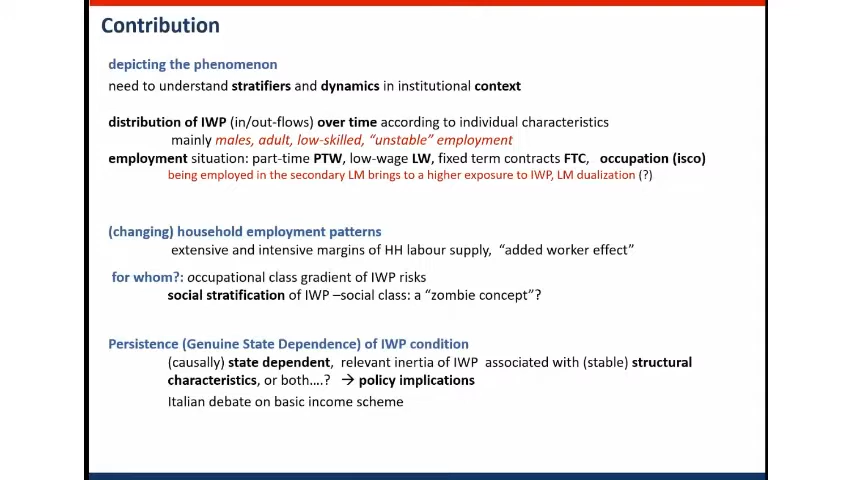 Contribution
depicting the phenomenon
need to understand stratifiers and dynamics in institutional context
distribution of IWP (in/out-flows) over time according to individual characteristics
mainly males, adult, low-skilled, “unstable” employment
employment situation: part-time PTW, low-wage LW, fixed term contracts FTC, occupation (isco)
being employed in the secondary LM brings to a higher exposure to IWP, LM dualization (?)
(changing) household employment patterns
extensive and intensive margins of HH labour supply, “added worker effect”
for whom?: occupational class gradient of IWP risks
social stratification of IWP –social class: a “zombie concept”?
Persistence (Genuine State Dependence) of IWP condition
(causally) state dependent, relevant inertia of IWP associated with (stable) structural
characteristics, or both….? → policy implications
Italian debate on basic income scheme